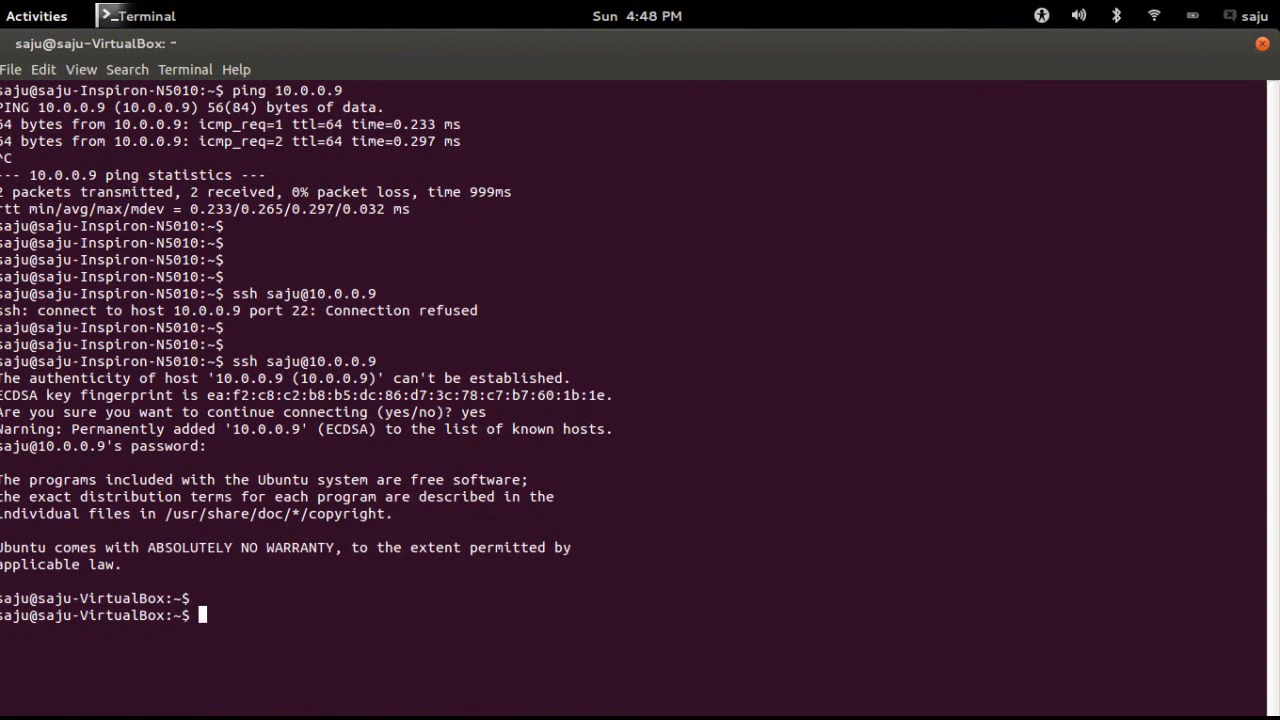 Activities
Terminal
Sun 4:48 PM
saju
saju@saju-VirtualBox: ~
File Edit View Search Terminal Help
saju@saju-Inspiron-N5010:~$ ping 10.0.0.9
PING 10.0.0.9 (10.0.0.9) 56(84) bytes of data.
64 bytes from 10.0.0.9: icmp_req=1 ttl=64 time=0.233 ms
64 bytes from 10.0.0.9: icmp_req=2 ttl=64 time=0.297 ms
^C
--- 10.0.0.9 ping statistics ---
2 packets transmitted, 2 received, 0% packet loss, time 999ms
rtt min/avg/max/mdev = 0.233/0.265/0.297/0.032 ms
saju@saju-Inspiron-N5010:~$
saju@saju-Inspiron-N5010:~$
saju@saju-Inspiron-N5010:~$
saju@saju-Inspiron-N5010:~$
saju@saju-Inspiron-N5010:~$ ssh saju@10.0.0.9
ssh: connect to host 10.0.0.9 port 22: Connection refused
saju@saju-Inspiron-N5010:~$
saju@saju-Inspiron-N5010:~$
saju@saju-Inspiron-N5010:~$ ssh saju@10.0.0.9
The authenticity of host '10.0.0.9 (10.0.0.9)' can't be established.
ECDSA key fingerprint is ea:f2:c8:c2:b8:b5:dc:86:d7:3c:78:c7:b7:60:1b:1e.
Are you sure you want to continue connecting (yes/no)? yes
Warning: Permanently added '10.0.0.9' (ECDSA) to the list of known hosts.
saju@10.0.0.9's password:
The programs included with the Ubuntu system are free software;
the exact distribution terms for each program are described in the
individual files in /usr/share/doc/*/copyright.
Ubuntu comes with ABSOLUTELY NO WARRANTY, to the extent permitted by
applicable law.
saju@saju-VirtualBox:~$
saju@saju-VirtualBox:~$